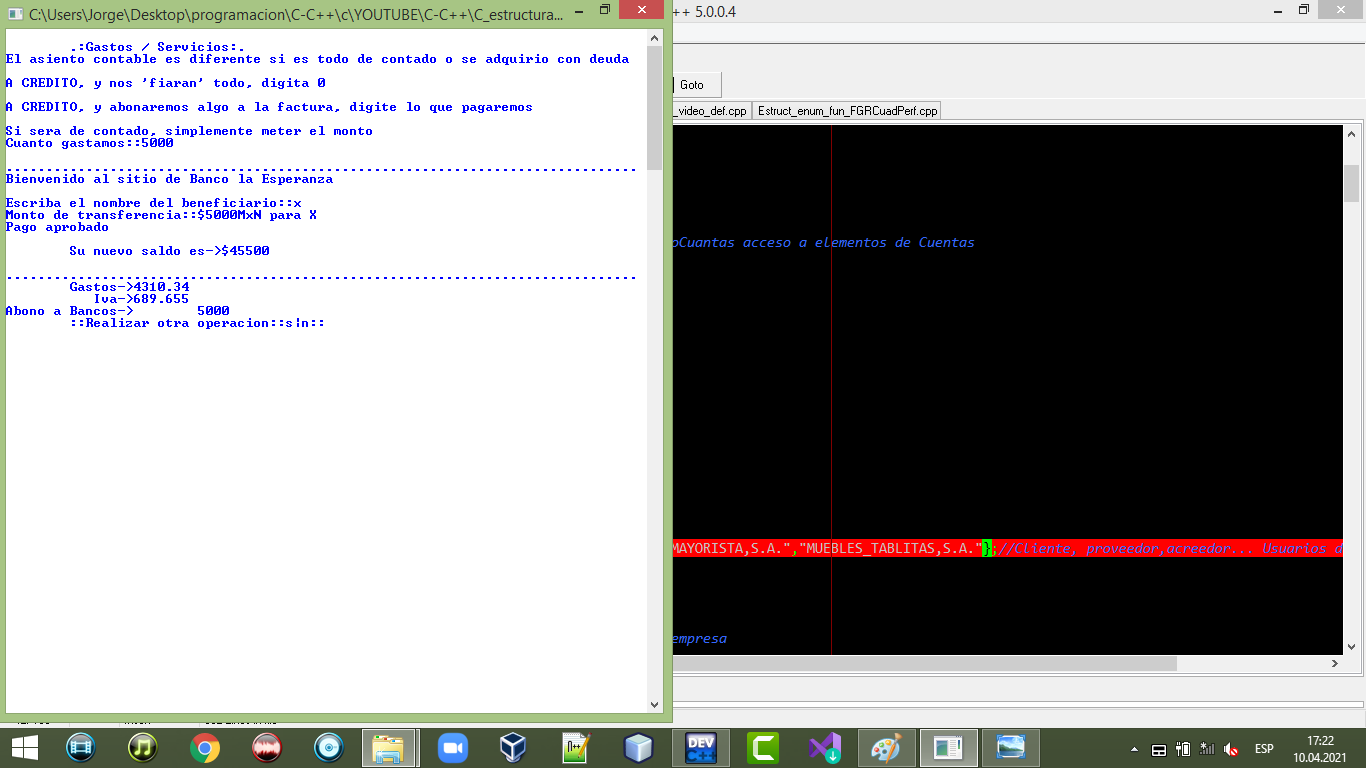 C:\Users\Jorge\Desktop\programacion\C-C++\c\YOUTUBE\C-C++\C_estructura...
.:Gastos / Servicios:.
El asiento contable es diferente si es todo de contado o se adquirio con deuda
A CREDITO, y nos 'fiaran' todo, digita 0
A CREDITO, y abonaremos algo a la factura, digite lo que pagaremos
Si sera de contado, simplemente meter el monto
Cuanto gastamos::5000
Bienvenido al sitio de Banco la Esperanza
Escriba el nombre del beneficiario::x
Monto de transferencia::$5000MxN para X
Pago aprobado
Su nuevo saldo es->$45500
Gastos->4310.34
Iva->689.655
Abono a Bancos-> 5000
::Realizar otra operacion::s¦n::
++ 5.0.0.4
Goto
_video_def.cpp Estruct_enum_fun_FGRCuadPerf.cpp
oCuantas acceso a elementos de Cuentas
MAYORISTA,S.A.","MUEBLES_TABLITAS,S.A."};//Cliente, proveedor,acreedor... Usuarios d
empresa
N++
DEV
C++
C
ESP
17:22
10.04.2021